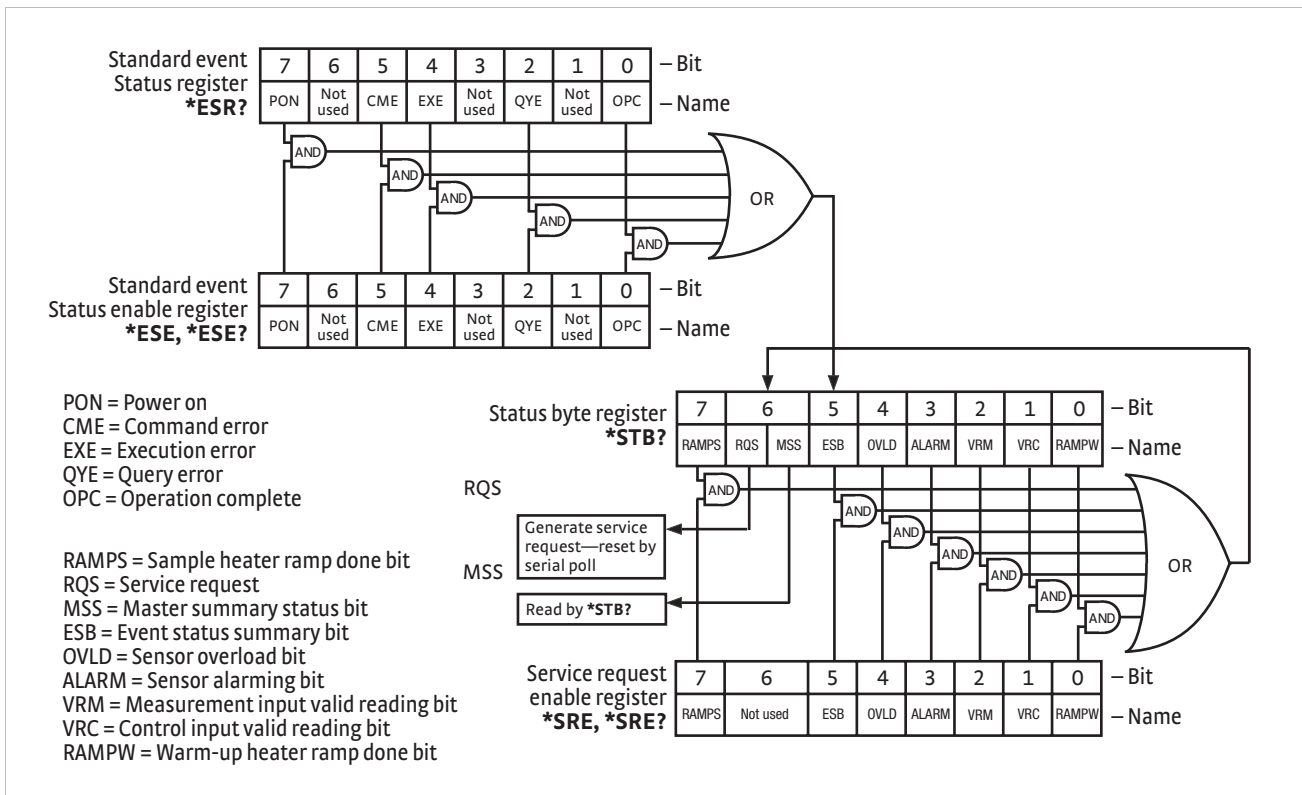 Standard event
Status register
*ESR?
7 6 5 4 3 2 1 0 – Bit
PON Not used CME EXE Not used QYE Not used OPC – Name
AND
AND
AND
AND
AND
OR
Standard event
Status enable register
*ESE, *ESE?
7 6 5 4 3 2 1 0 – Bit
PON Not used CME EXE Not used QYE Not used OPC – Name
PON = Power on
CME = Command error
EXE = Execution error
QYE = Query error
OPC = Operation complete
RAMPS = Sample heater ramp done bit
RQS = Service request
MSS = Master summary status bit
ESB = Event status summary bit
OVLD = Sensor overload bit
ALARM = Sensor alarming bit
VRM = Measurement input valid reading bit
VRC = Control input valid reading bit
RAMPW = Warm-up heater ramp done bit
Status byte register
*STB?
7 6 5 4 3 2 1 0 – Bit
RAMPS RQS MSS ESB OVLD ALARM VRM VRC RAMPW – Name
AND
AND
AND
AND
AND
AND
AND
OR
RQS
Generate service
request—reset by
serial poll
MSS
Read by *STB?
Service request
enable register
*SRE, *SRE?
7 6 5 4 3 2 1 0 – Bit
RAMPS Not used ESB OVLD ALARM VRM VRC RAMPW – Name